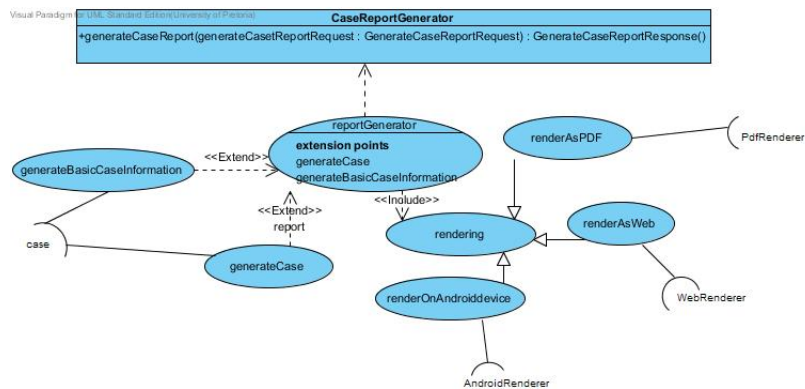 Visual Paradigm for UML Standard Edition(University of Pretoria)
CaseReportGenerator
+generateCaseReport(generateCasetReportRequest : GenerateCaseReportRequest) : GenerateCaseReportResponse()
reportGenerator
extension points
generateCase
generateBasicCaseInformation
renderAsPDF
PdfRenderer
<<Extend>>
generateBasicCaseInformation
<<Include>>
<<Extend>>
report
rendering
renderAsWeb
case
generateCase
renderOnAndroiddevice
WebRenderer
AndroidRenderer